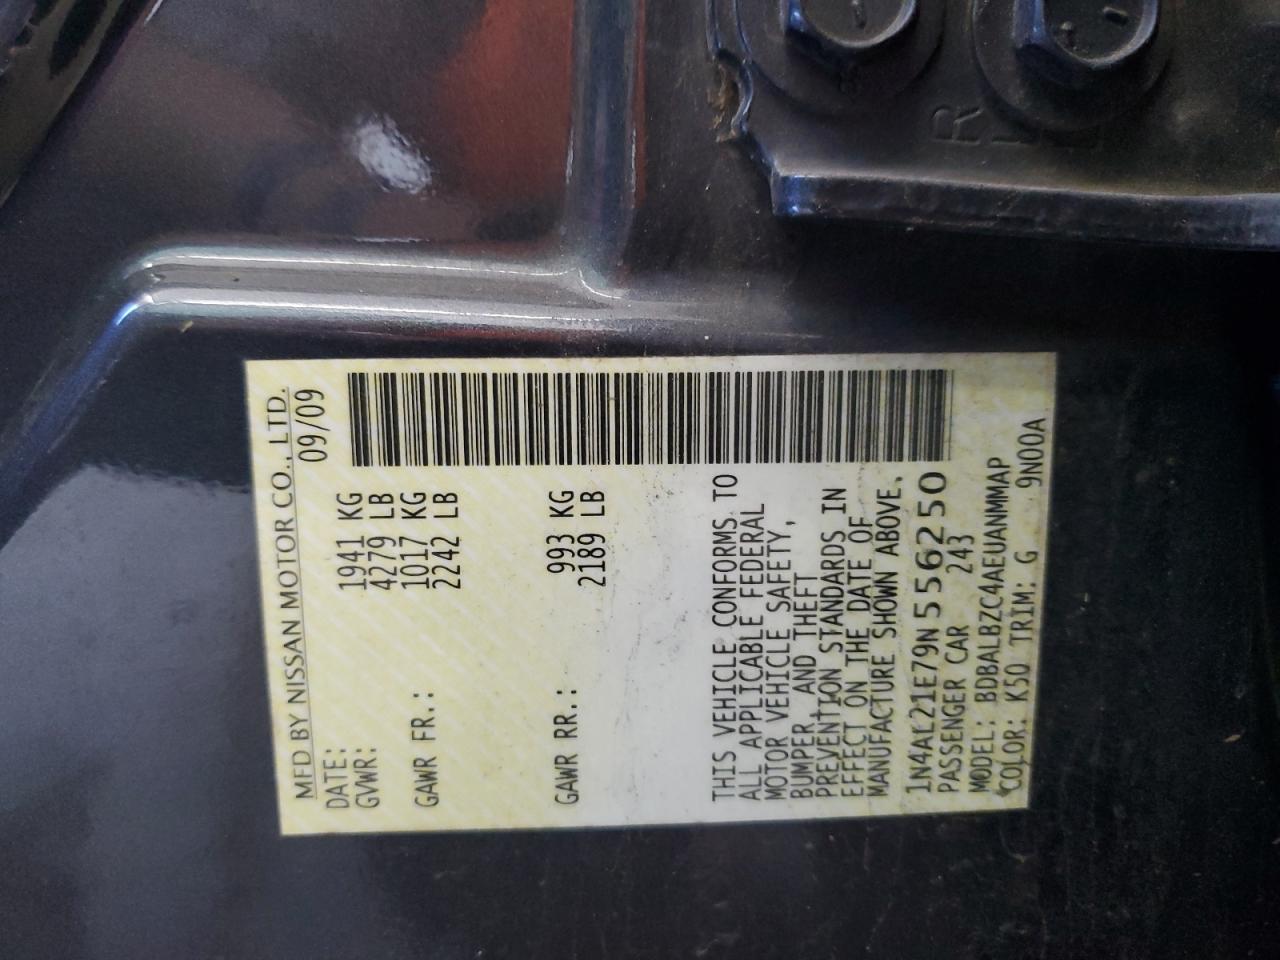 MFD BY NISSAN MOTOR CO., LTD.
DATE: 09/09
GVWR: 1941 KG
4279 LB
GAWR FR.: 1017 KG
2242 LB
GAWR RR.: 993 KG
2189 LB
THIS VEHICLE CONFORMS TO
ALL APPLICABLE FEDERAL
MOTOR VEHICLE SAFETY,
BUMPER, AND THEFT
PREVENTION STANDARDS IN
EFFECT ON THE DATE OF
MANUFACTURE SHOWN ABOVE.
1N4AL21E79N556250
PASSENGER CAR 243
MODEL: BDBALBZC4AEUANMMAP
COLOR: K50 TRIM: G 9N00A
R